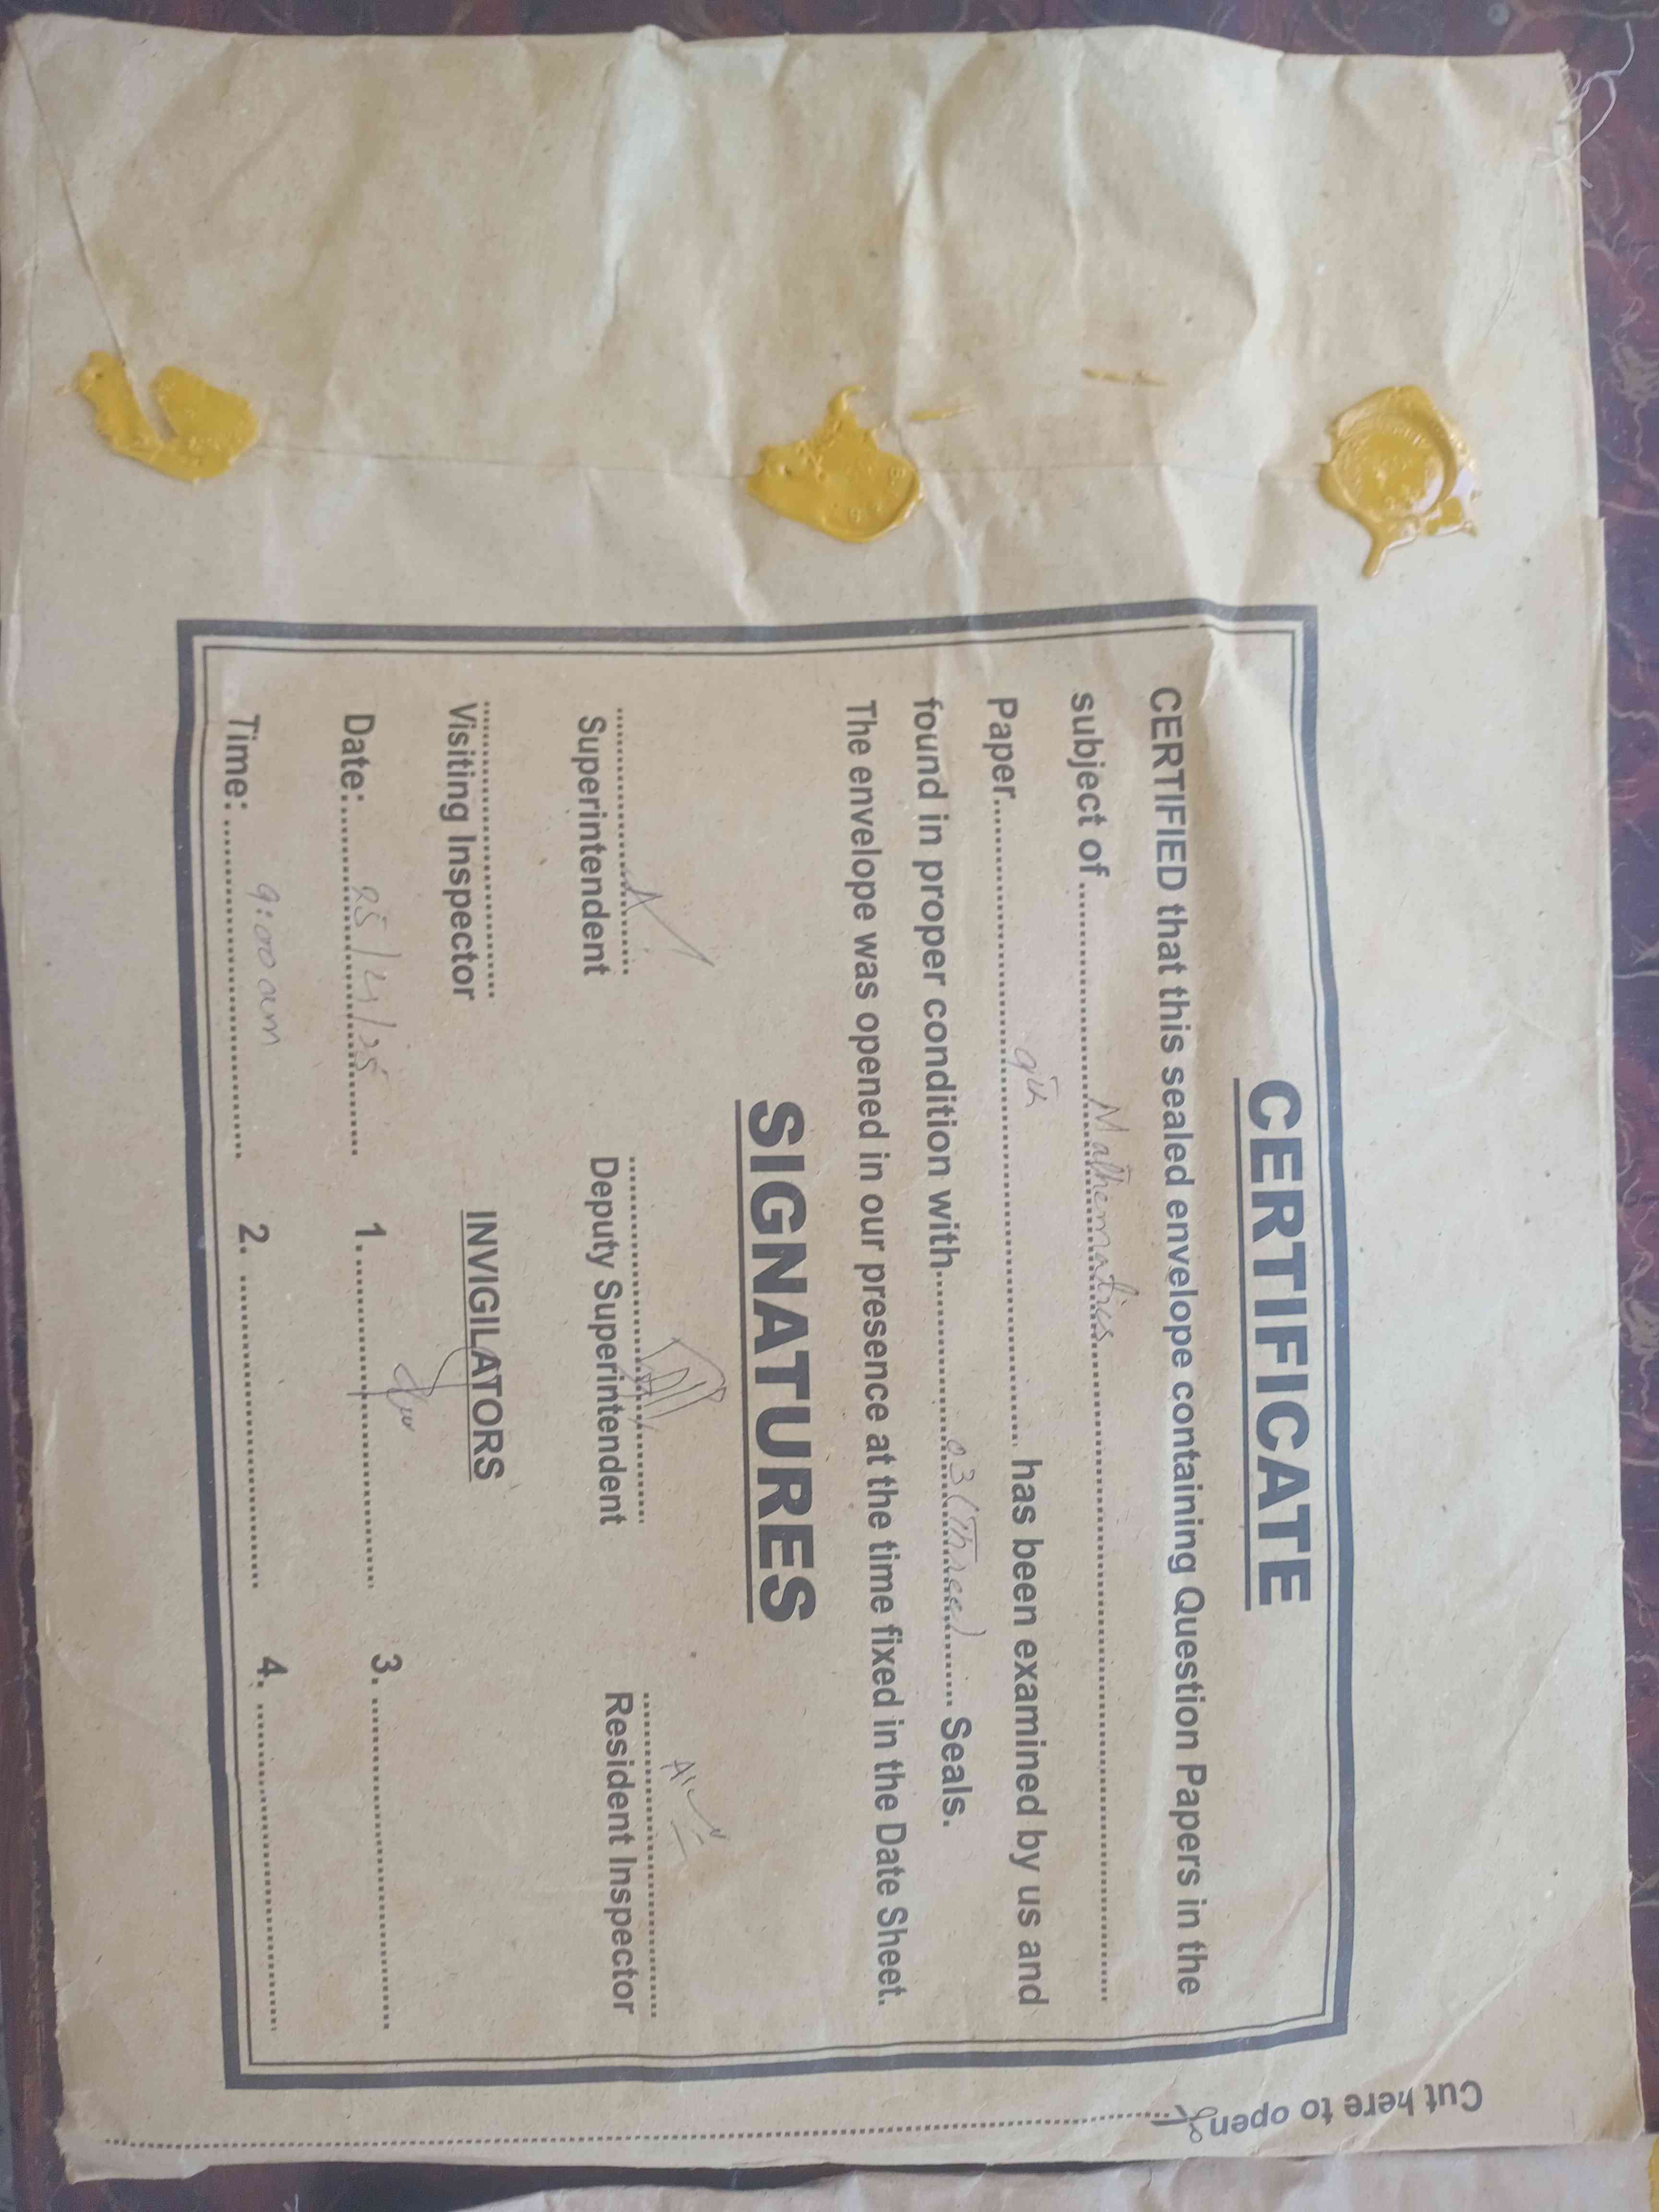 CERTIFICATE
CERTIFIED that this sealed envelope containing Question Papers in the
subject of Mathematics
Paper 9th has been examined by us and
found in proper condition with 03 (Three) Seals.
The envelope was opened in our presence at the time fixed in the Date Sheet.
SIGNATURES
Superintendent Deputy Superintendent Resident Inspector
Visiting Inspector INVIGILATORS
Date: 25/4/25 1. 3.
Time: 9:00 am 2. 4.
Cut here to open